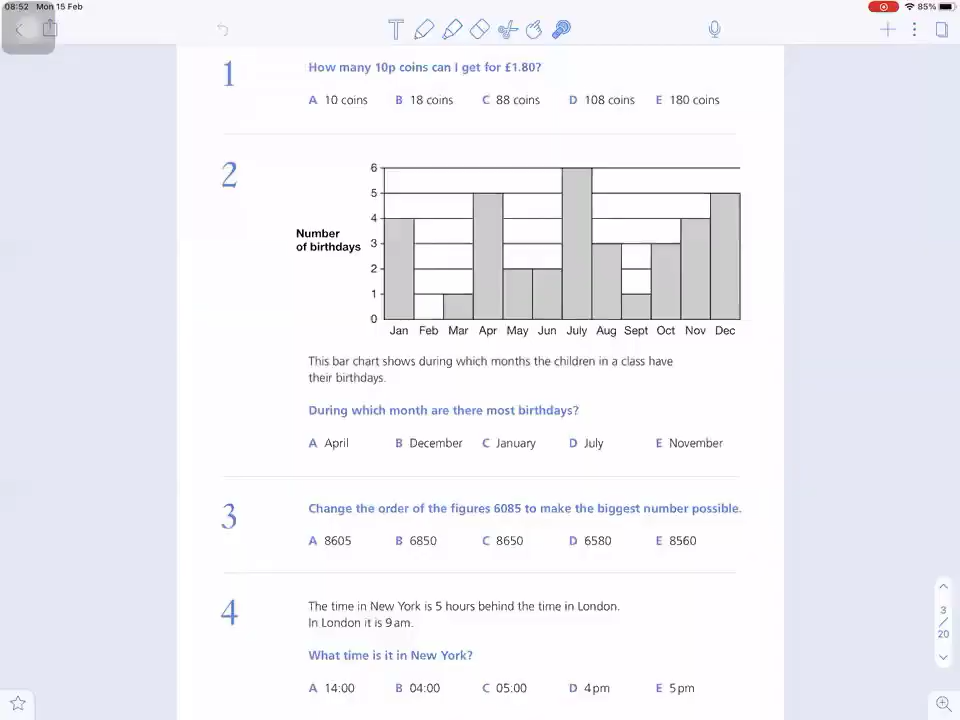 08:52 Mon 15 Feb
85%
1
How many 10p coins can I get for £1.80?
A 10 coins B 18 coins C 88 coins D 108 coins E 180 coins
2
6
5
4
3
2
1
0
Number
of birthdays
Jan Feb Mar Apr May Jun July Aug Sept Oct Nov Dec
This bar chart shows during which months the children in a class have
their birthdays.
During which month are there most birthdays?
A April B December C January D July E November
3
Change the order of the figures 6085 to make the biggest number possible.
A 8605 B 6850 C 8650 D 6580 E 8560
4
The time in New York is 5 hours behind the time in London.
In London it is 9 am.
What time is it in New York?
A 14:00 B 04:00 C 05:00 D 4 pm E 5 pm
3
/
20